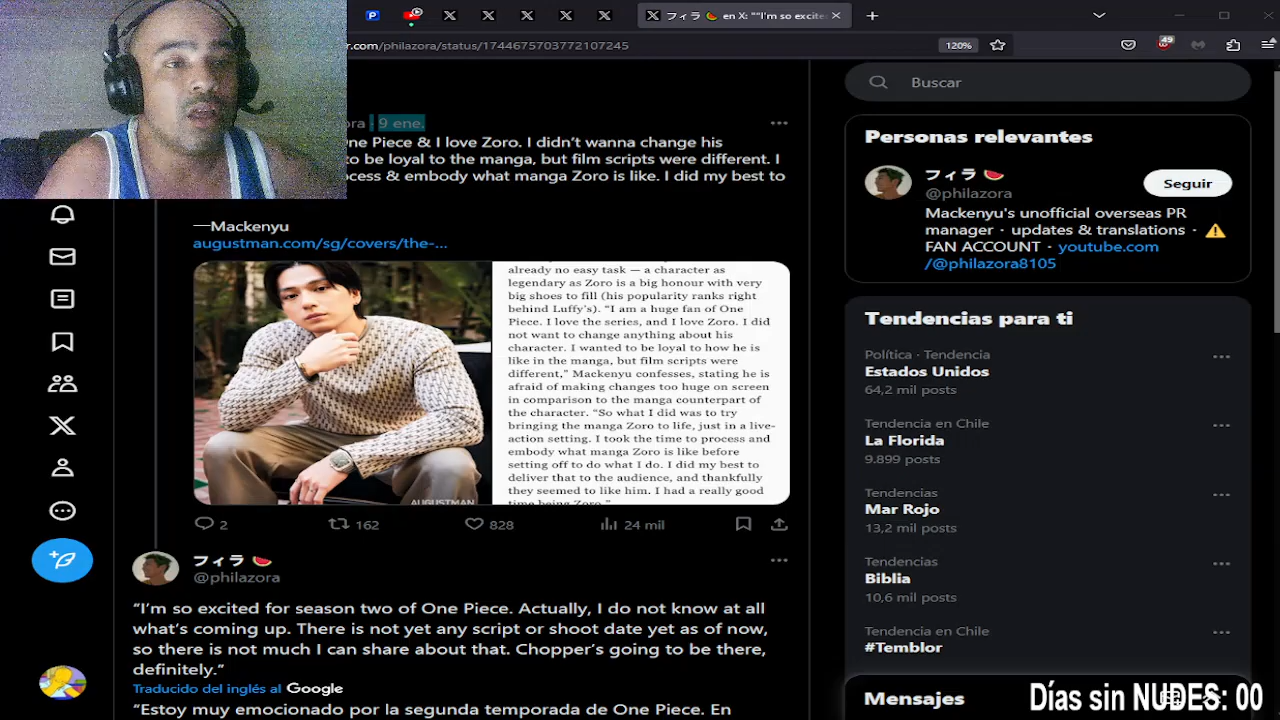 フィラ 🍉 en X: ""I'm so excite
.com/philazora/status/1744675703772107245
120%
49
Buscar
ora · 9 ene.
One Piece & I love Zoro. I didn't wanna change his
to be loyal to the manga, but film scripts were different. I
process & embody what manga Zoro is like. I did my best to
—Mackenyu
augustman.com/sg/covers/the-...
already no easy task — a character as
legendary as Zoro is a big honour with very
big shoes to fill (his popularity ranks right
behind Luffy's). "I am a huge fan of One
Piece. I love the series, and I love Zoro. I did
not want to change anything about his
character. I wanted to be loyal to how he is
like in the manga, but film scripts were
different," Mackenyu confesses, stating he is
afraid of making changes too huge on screen
in comparison to the manga counterpart of
the character. "So what I did was to try
bringing the manga Zoro to life, just in a live-
action setting. I took the time to process and
embody what manga Zoro is like before
setting off to do what I do. I did my best to
deliver that to the audience, and thankfully
they seemed to like him. I had a really good
time being Zoro."
AUGUSTMAN
2 162 828 24 mil
フィラ 🍉
@philazora
"I'm so excited for season two of One Piece. Actually, I do not know at all
what's coming up. There is not yet any script or shoot date yet as of now,
so there is not much I can share about that. Chopper's going to be there,
definitely."
Traducido del inglés al Google
"Estoy muy emocionado por la segunda temporada de One Piece. En
Personas relevantes
フィラ 🍉
@philazora
Seguir
Mackenyu's unofficial overseas PR
manager · updates & translations · ⚠️
FAN ACCOUNT · youtube.com
/@philazora8105
Tendencias para ti
Política · Tendencia
Estados Unidos
64,2 mil posts
Tendencia en Chile
La Florida
9.899 posts
Tendencias
Mar Rojo
13,2 mil posts
Tendencias
Biblia
10,6 mil posts
Tendencia en Chile
#Temblor
Mensajes
Días sin NUDES: 00